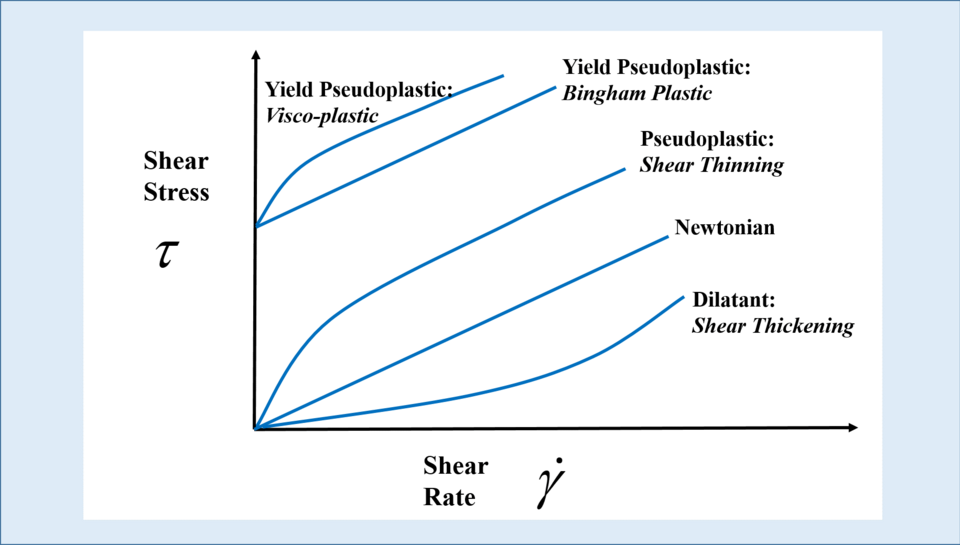 Yield Pseudoplastic:
Visco-plastic
Yield Pseudoplastic:
Bingham Plastic
Pseudoplastic:
Shear Thinning
Shear
Stress
τ
Newtonian
Dilatant:
Shear Thickening
Shear
Rate
γ̇